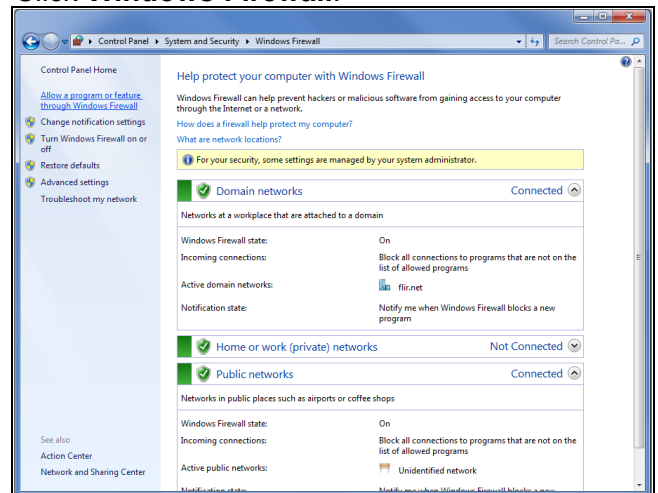 Click Windows Firewall.
Control Panel ▸ System and Security ▸ Windows Firewall
Search Control Pa...
Control Panel Home
Allow a program or feature
through Windows Firewall
Change notification settings
Turn Windows Firewall on or
off
Restore defaults
Advanced settings
Troubleshoot my network
See also
Action Center
Network and Sharing Center
Help protect your computer with Windows Firewall
Windows Firewall can help prevent hackers or malicious software from gaining access to your computer
through the Internet or a network.
How does a firewall help protect my computer?
What are network locations?
For your security, some settings are managed by your system administrator.
Domain networks Connected
Networks at a workplace that are attached to a domain
Windows Firewall state: On
Incoming connections: Block all connections to programs that are not on the
list of allowed programs
Active domain networks: flir.net
Notification state: Notify me when Windows Firewall blocks a new
program
Home or work (private) networks Not Connected
Public networks Connected
Networks in public places such as airports or coffee shops
Windows Firewall state: On
Incoming connections: Block all connections to programs that are not on the
list of allowed programs
Active public networks: Unidentified network
Notification state: Notify me when Windows Firewall blocks a new